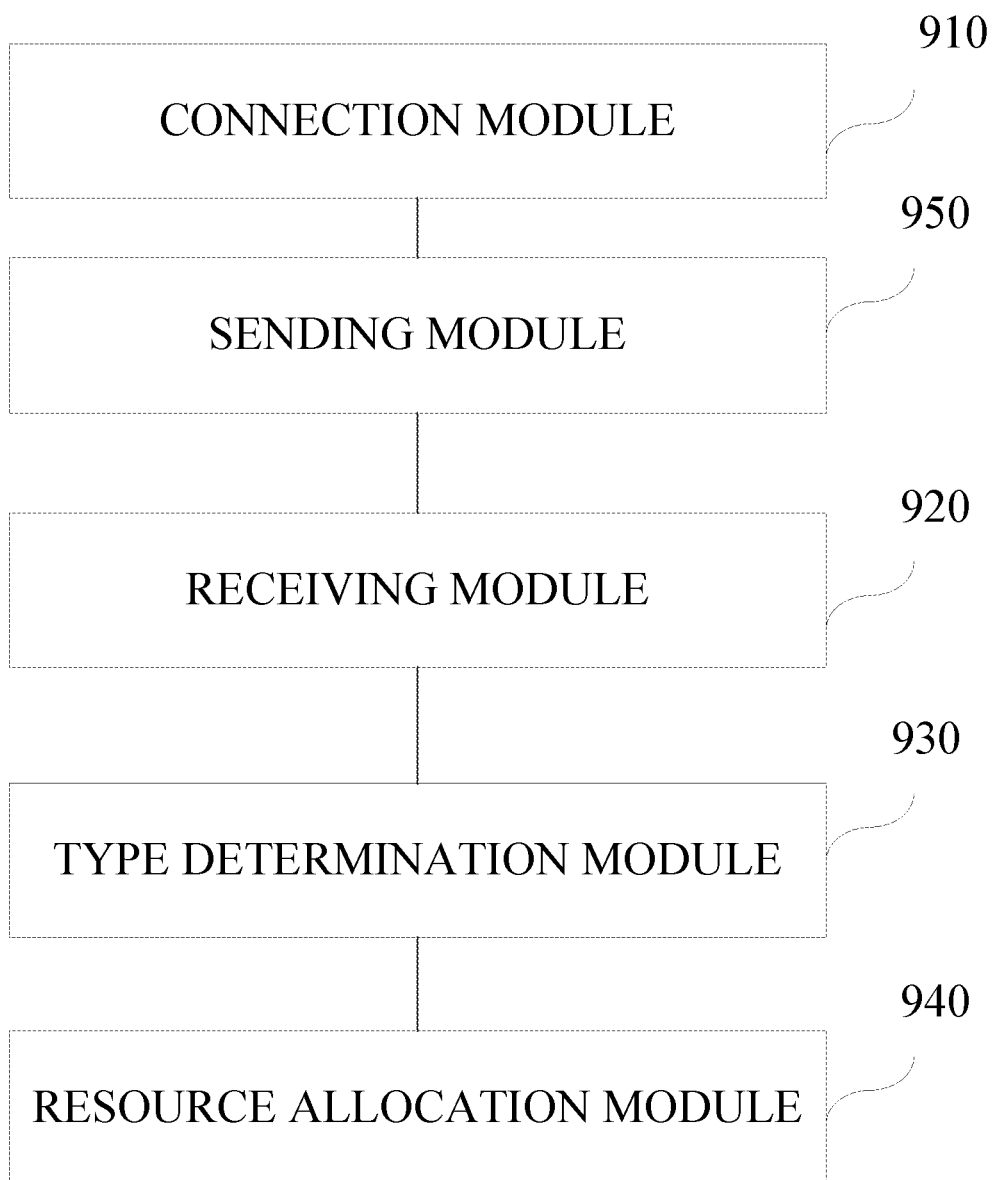 910
CONNECTION MODULE
950
SENDING MODULE
920
RECEIVING MODULE
930
TYPE DETERMINATION MODULE
940
RESOURCE ALLOCATION MODULE